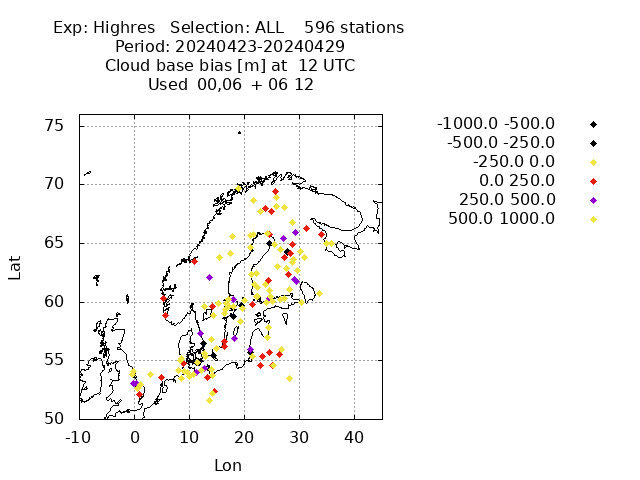 Exp: Highres   Selection: ALL    596 stations
Period: 20240423-20240429
Cloud base bias [m] at  12 UTC
Used  00,06  + 06 12
-1000.0 -500.0
-500.0 -250.0
-250.0 0.0
0.0 250.0
250.0 500.0
500.0 1000.0
75
70
65
60
55
50
Lat
-10 0 10 20 30 40
Lon